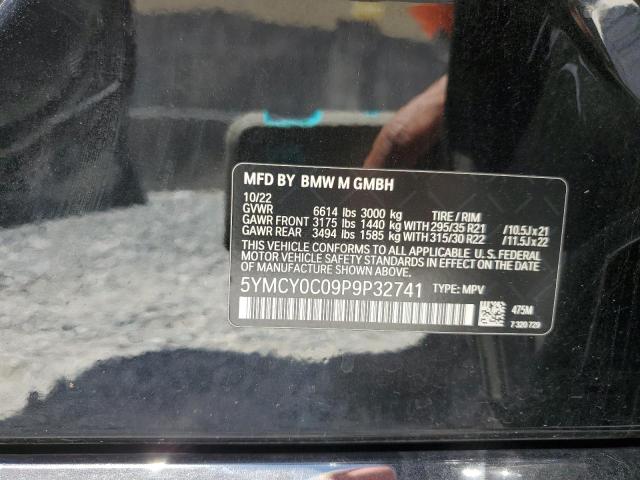 MFD BY BMW M GMBH
10/22
GVWR 6614 lbs 3000 kg TIRE / RIM
GAWR FRONT 3175 lbs 1440 kg WITH 295/35 R21 /10.5Jx21
GAWR REAR 3494 lbs 1585 kg WITH 315/30 R22 /11.5Jx22
THIS VEHICLE CONFORMS TO ALL APPLICABLE U.S. FEDERAL
MOTOR VEHICLE SAFETY STANDARDS IN EFFECT ON THE
DATE OF MANUFACTURE SHOWN ABOVE.
5YMCY0C09P9P32741 TYPE: MPV
475M
7 320 729